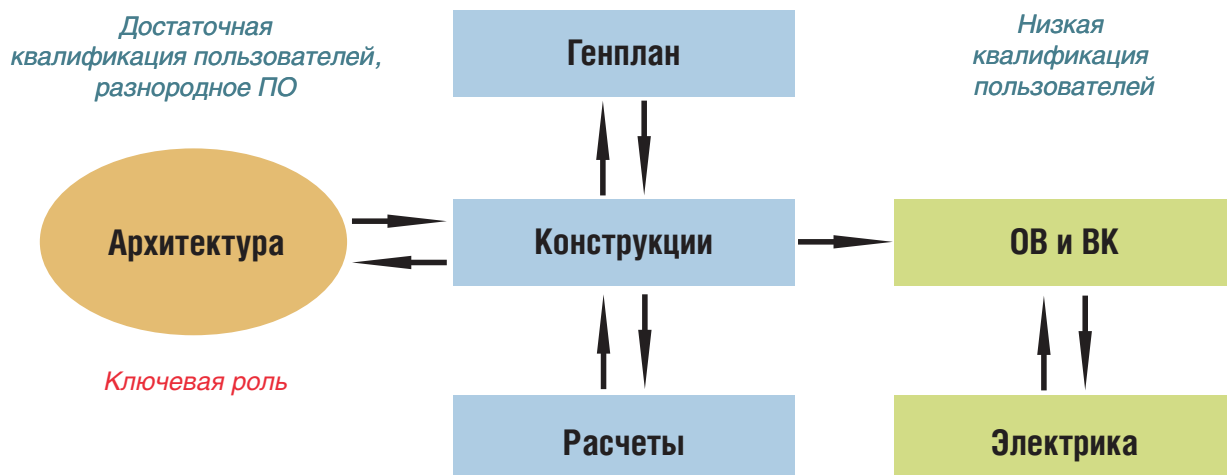 Достаточная
квалификация пользователей,
разнородное ПО
Генплан
Низкая
квалификация
пользователей
Архитектура
Конструкции
ОВ и ВК
Ключевая роль
Расчеты
Электрика